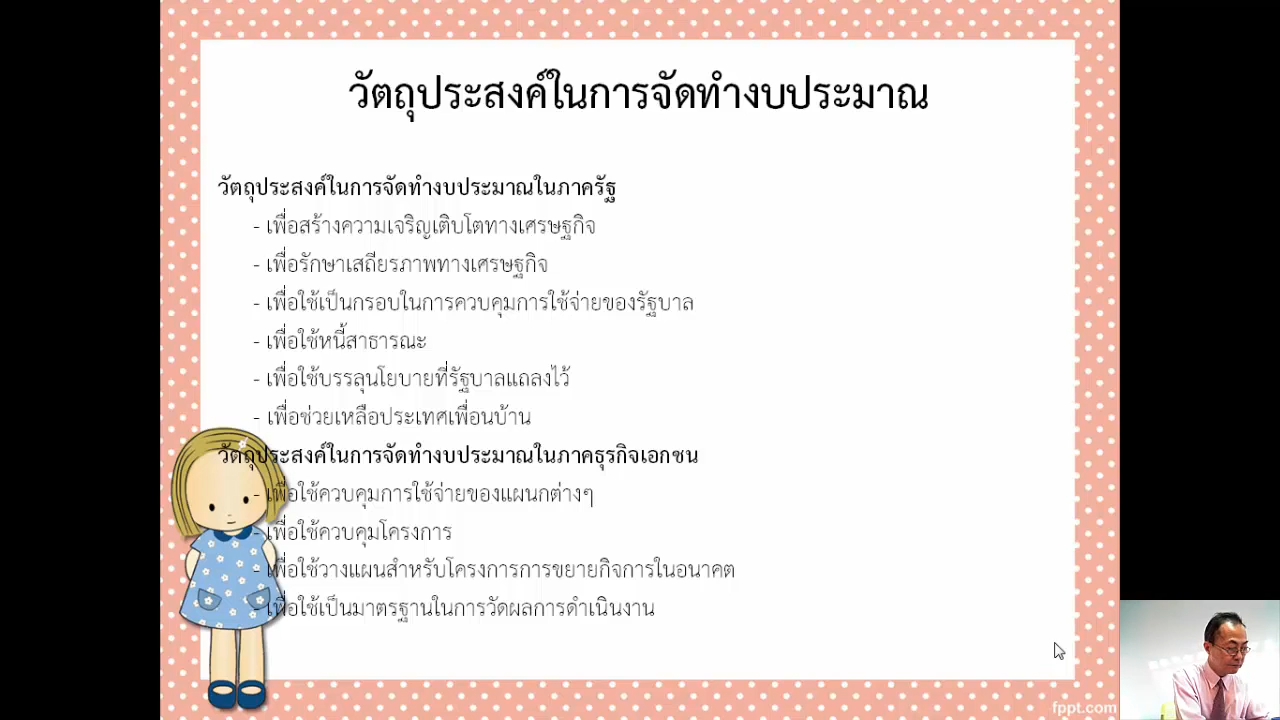 วัตถุประสงค์ในการจัดทำงบประมาณ
วัตถุประสงค์ในการจัดทำงบประมาณในภาครัฐ
- เพื่อสร้างความเจริญเติบโตทางเศรษฐกิจ
- เพื่อรักษาเสถียรภาพทางเศรษฐกิจ
- เพื่อใช้เป็นกรอบในการควบคุมการใช้จ่ายของรัฐบาล
- เพื่อใช้หนี้สาธารณะ
- เพื่อใช้บรรลุนโยบายที่รัฐบาลแถลงไว้
- เพื่อช่วยเหลือประเทศเพื่อนบ้าน
วัตถุประสงค์ในการจัดทำงบประมาณในภาคธุรกิจเอกชน
- เพื่อใช้ควบคุมการใช้จ่ายของแผนกต่างๆ
- เพื่อใช้ควบคุมโครงการ
- เพื่อใช้วางแผนสำหรับโครงการการขยายกิจการในอนาคต
- เพื่อใช้เป็นมาตรฐานในการวัดผลการดำเนินงาน
fppt.com